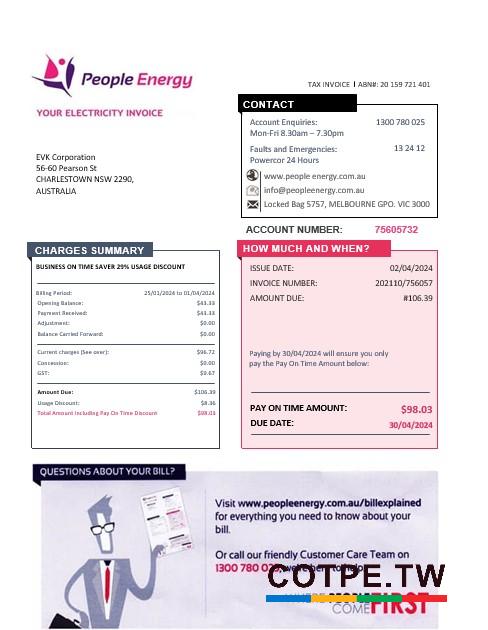 People Energy
TAX INVOICE I ABN#: 20 159 721 401
YOUR ELECTRICITY INVOICE
CONTACT
Account Enquiries: 1300 780 025
Mon-Fri 8.30am – 7.30pm
Faults and Emergencies: 13 24 12
Powercor 24 Hours
www.people energy.com.au
info@peopleenergy.com.au
Locked Bag 5757, MELBOURNE GPO. VIC 3000
EVK Corporation
56-60 Pearson St
CHARLESTOWN NSW 2290,
AUSTRALIA
ACCOUNT NUMBER: 75605732
CHARGES SUMMARY
BUSINESS ON TIME SAVER 29% USAGE DISCOUNT
Billing Period: 25/01/2024 to 01/04/2024
Opening Balance: $43.33
Payment Received: $43.33
Adjustment: $0.00
Balance Carried Forward: $0.00
Current charges (See over): $96.72
Concession: $0.00
GST: $9.67
Amount Due: $106.39
Usage Discount: $8.36
Total Amount Including Pay On Time Discount $98.03
HOW MUCH AND WHEN?
ISSUE DATE: 02/04/2024
INVOICE NUMBER: 202110/756057
AMOUNT DUE: #106.39
Paying by 30/04/2024 will ensure you only
pay the Pay On Time Amount below:
PAY ON TIME AMOUNT: $98.03
DUE DATE: 30/04/2024
QUESTIONS ABOUT YOUR BILL?
Visit www.peopleenergy.com.au/billexplained
for everything you need to know about your
bill.
Or call our friendly Customer Care Team on
1300 780 025, we're here to help.
COTPE.TW
WHERE PEOPLE
COME FIRST